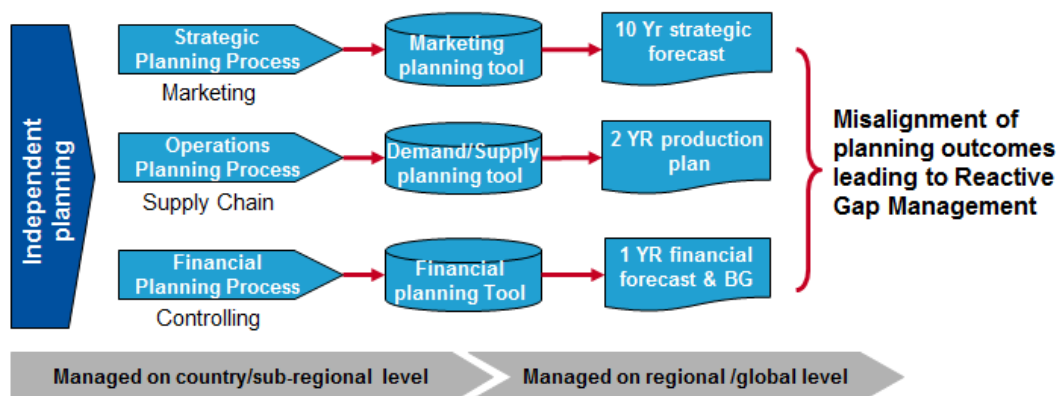 Independent
planning
Strategic
Planning Process
Marketing
Marketing
planning tool
10 Yr strategic
forecast
Operations
Planning Process
Supply Chain
Demand/Supply
planning tool
2 YR production
plan
Financial
Planning Process
Controlling
Financial
planning Tool
1 YR financial
forecast & BG
Misalignment of
planning outcomes
leading to Reactive
Gap Management
Managed on country/sub-regional level
Managed on regional /global level